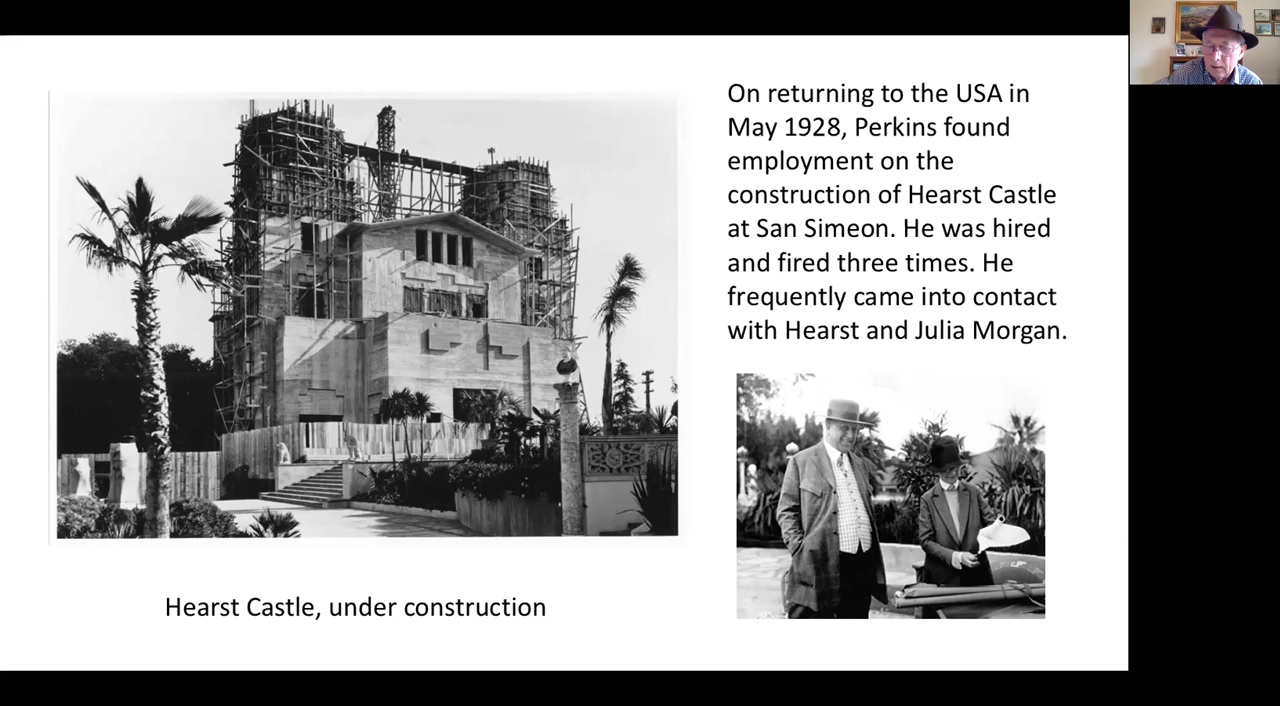 On returning to the USA in
May 1928, Perkins found
employment on the
construction of Hearst Castle
at San Simeon. He was hired
and fired three times. He
frequently came into contact
with Hearst and Julia Morgan.
Hearst Castle, under construction